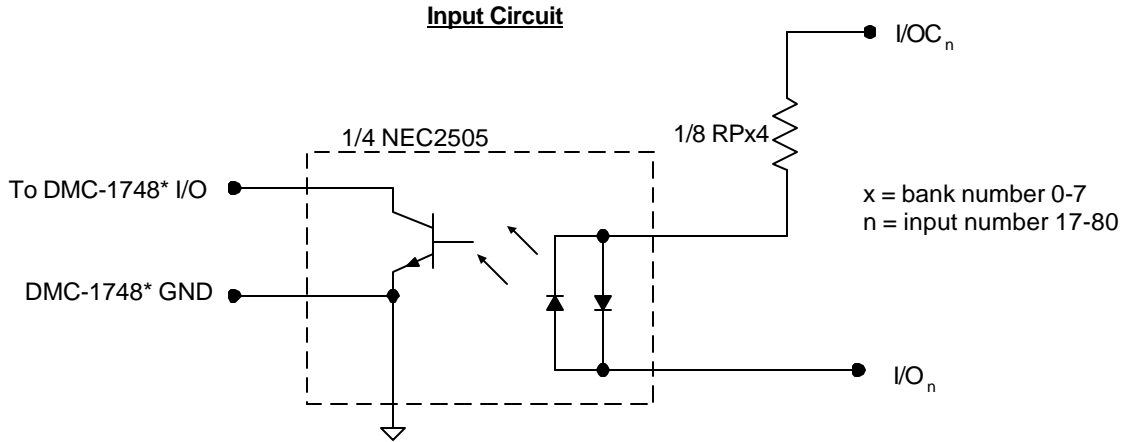 Input Circuit
I/OCn
1/4 NEC2505
1/8 RPx4
To DMC-1748* I/O
x = bank number 0-7
n = input number 17-80
DMC-1748* GND
I/On